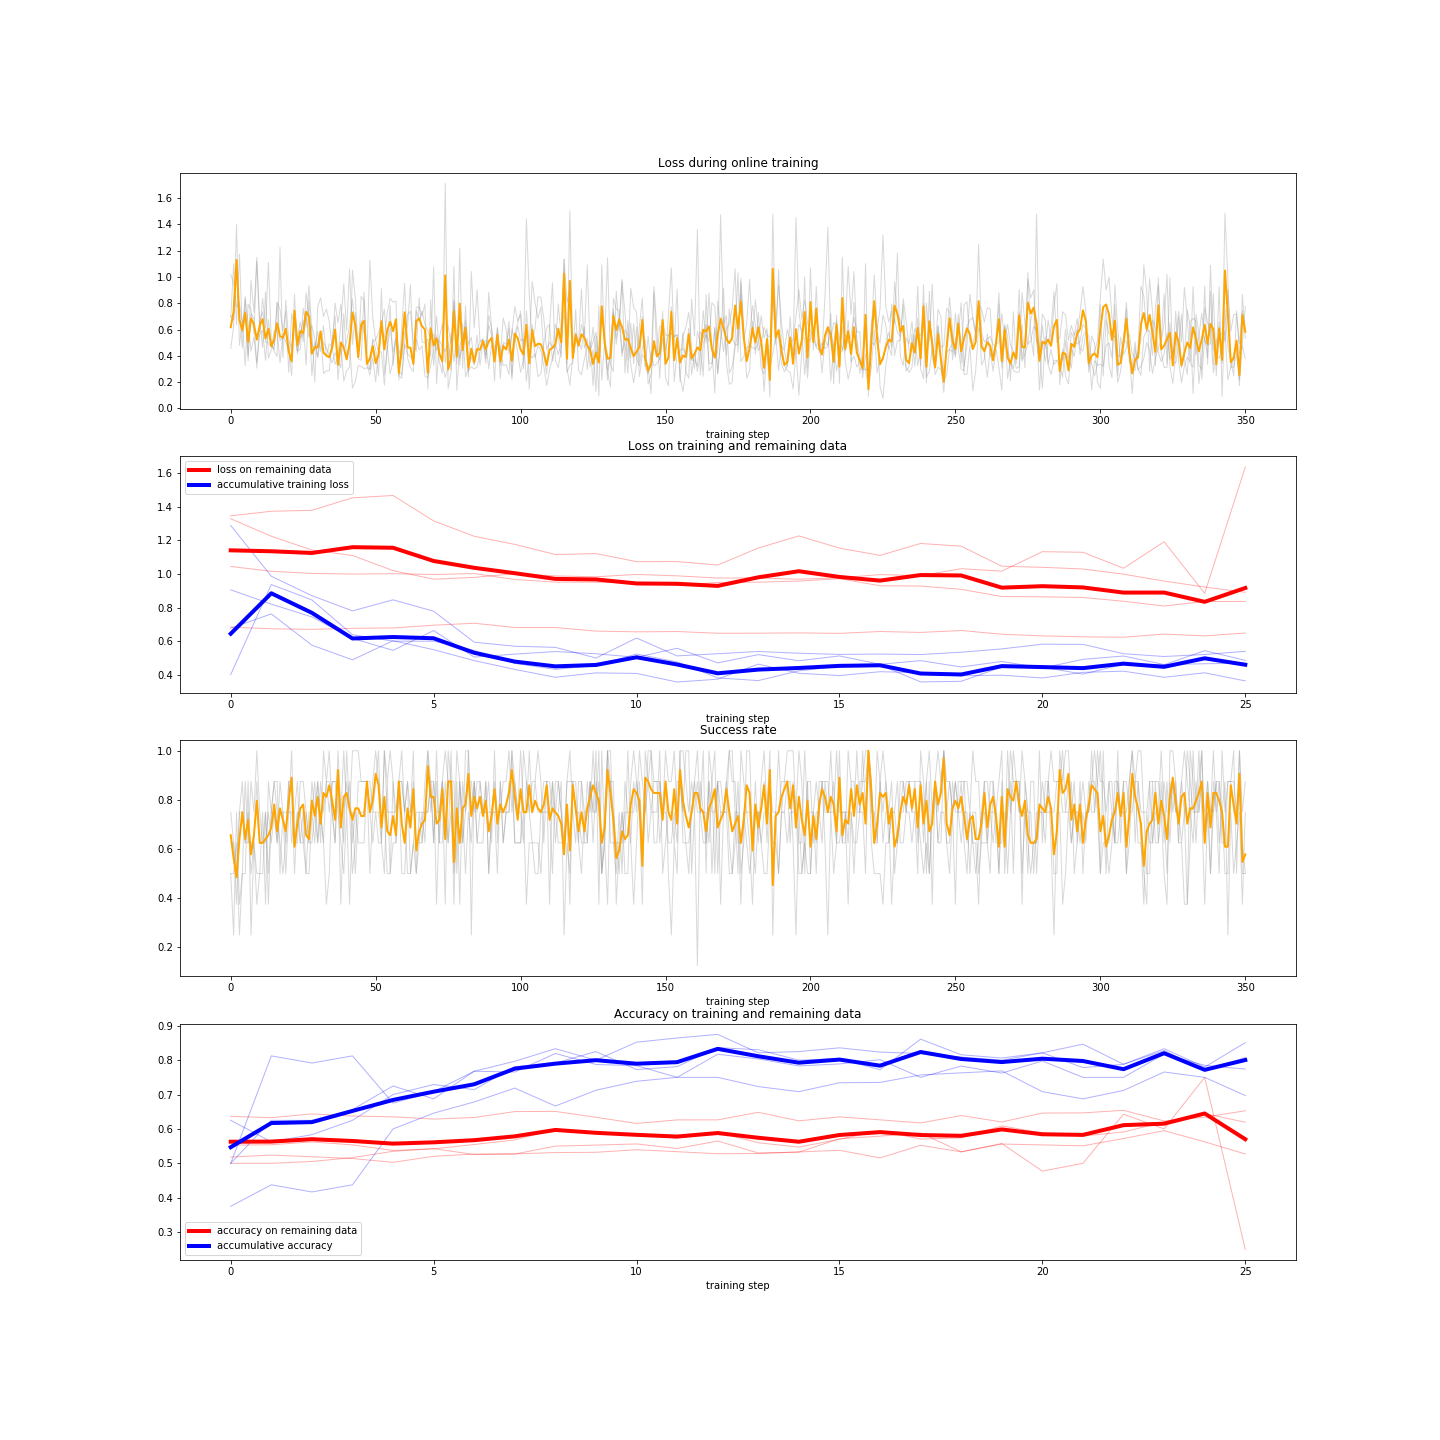 Loss during online training
1.6
1.4
1.2
1.0
0.8
0.6
0.4
0.2
0.0
0 50 100 150 200 250 300 350
training step
Loss on training and remaining data
loss on remaining data
accumulative training loss
1.6
1.4
1.2
1.0
0.8
0.6
0.4
0 5 10 15 20 25
training step
Success rate
1.0
0.8
0.6
0.4
0.2
0 50 100 150 200 250 300 350
training step
Accuracy on training and remaining data
0.9
0.8
0.7
0.6
0.5
0.4
0.3
accuracy on remaining data
accumulative accuracy
0 5 10 15 20 25
training step